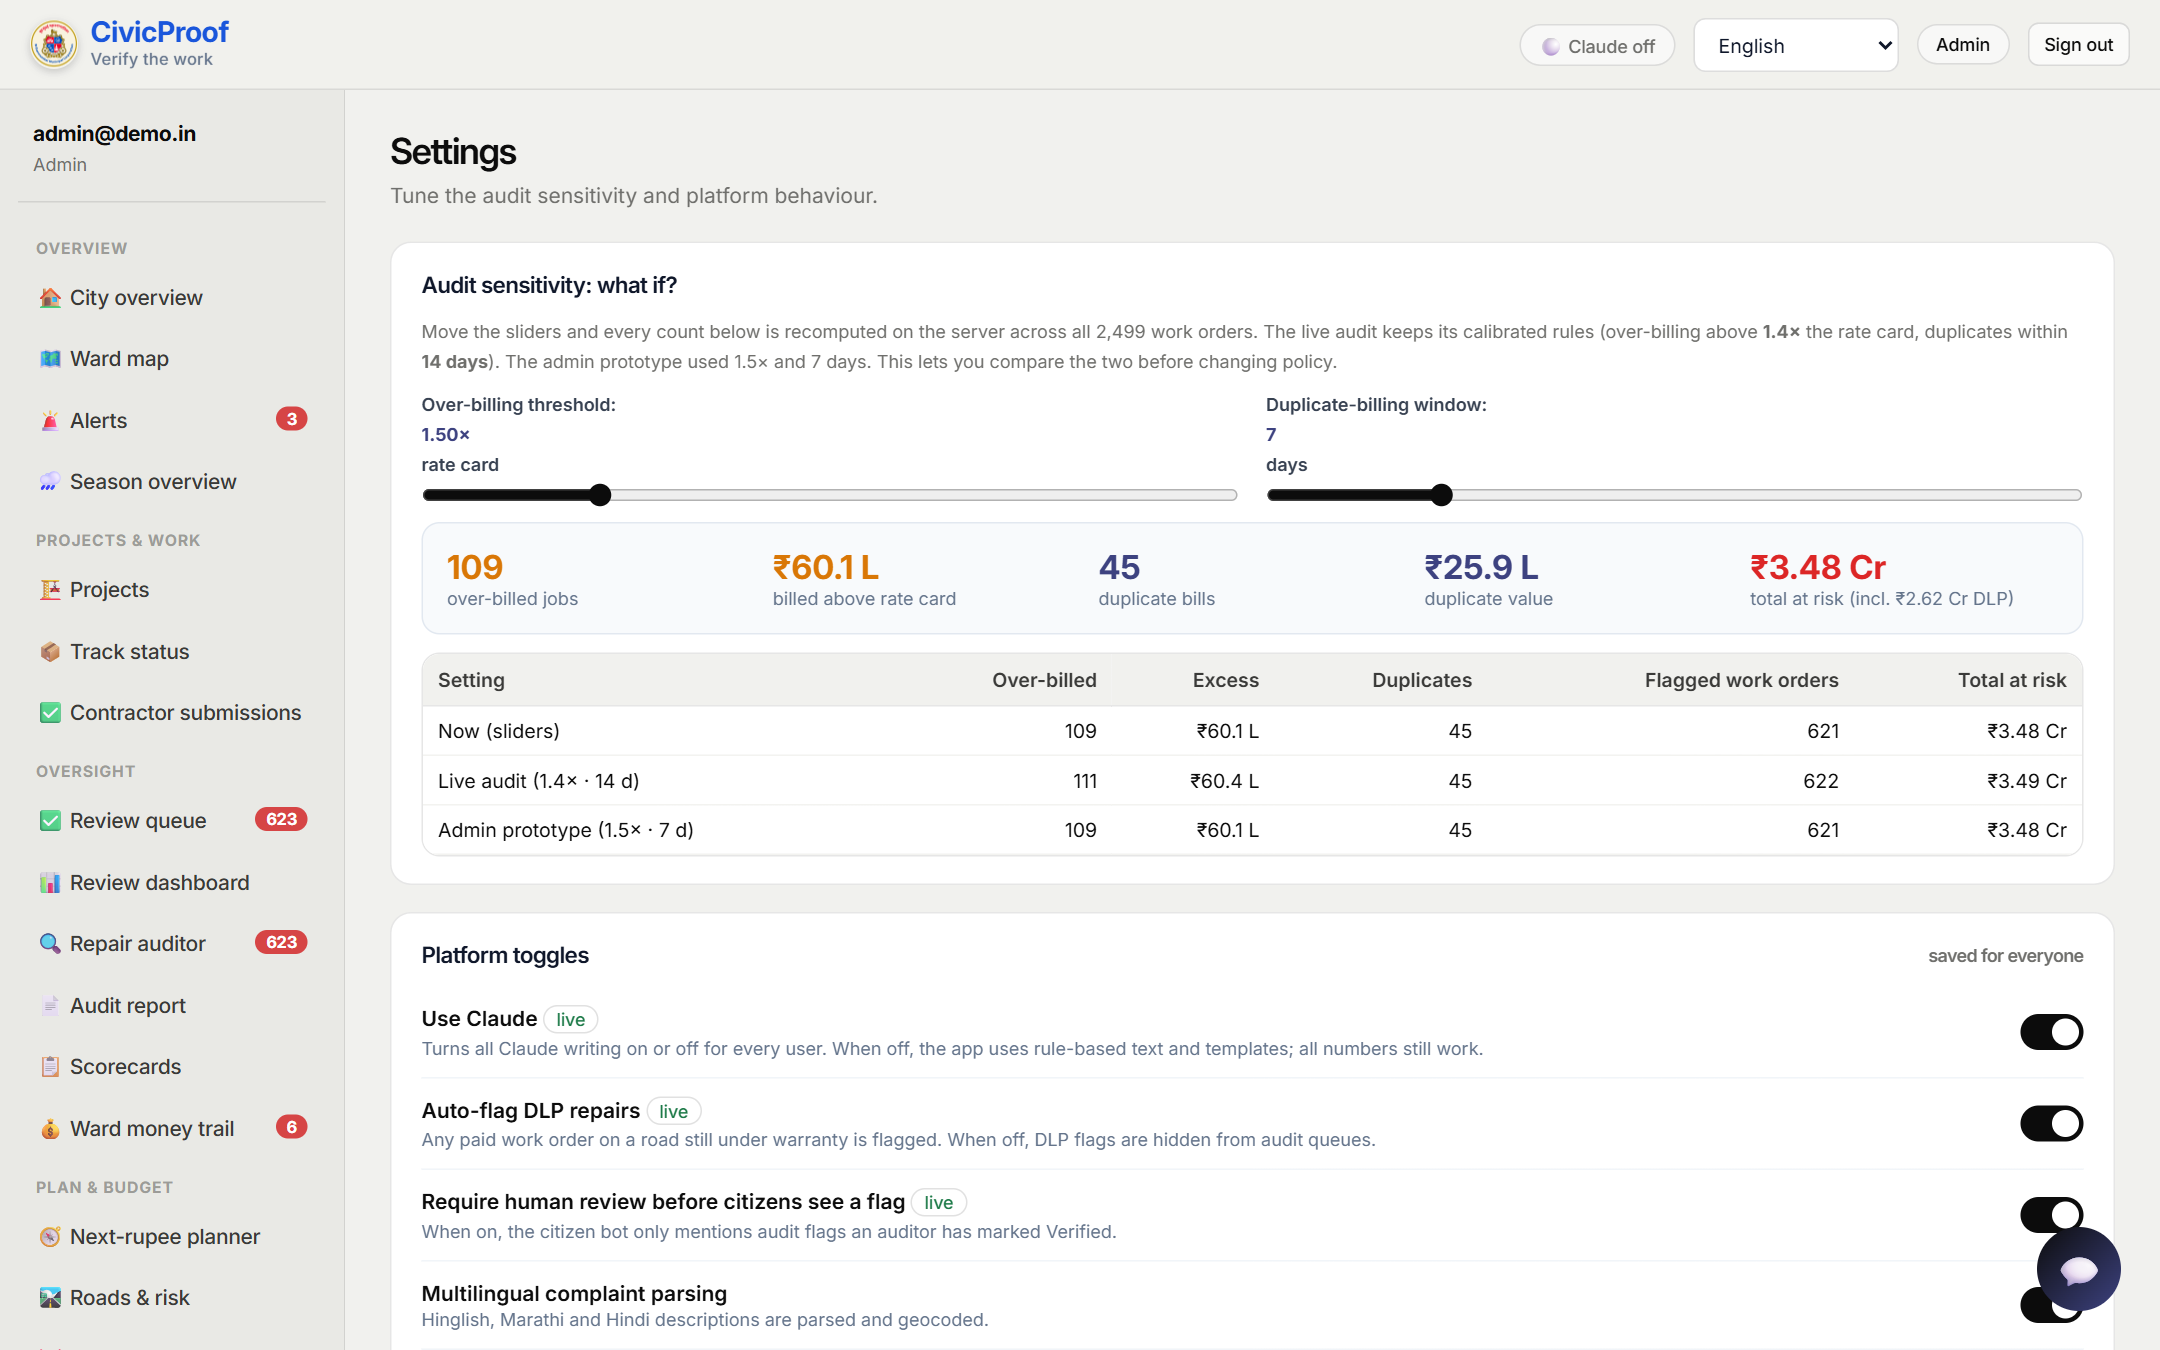 CivicProof
Verify the work
Claude off
English
Admin
Sign out
admin@demo.in
Admin
OVERVIEW
City overview
Ward map
Alerts 3
Season overview
PROJECTS & WORK
Projects
Track status
Contractor submissions
OVERSIGHT
Review queue 623
Review dashboard
Repair auditor 623
Audit report
Scorecards
Ward money trail 6
PLAN & BUDGET
Next-rupee planner
Roads & risk
Settings
Tune the audit sensitivity and platform behaviour.
Audit sensitivity: what if?
Move the sliders and every count below is recomputed on the server across all 2,499 work orders. The live audit keeps its calibrated rules (over-billing above 1.4× the rate card, duplicates within
14 days). The admin prototype used 1.5× and 7 days. This lets you compare the two before changing policy.
Over-billing threshold:
1.50×
rate card
Duplicate-billing window:
7
days
109
over-billed jobs
₹60.1 L
billed above rate card
45
duplicate bills
₹25.9 L
duplicate value
₹3.48 Cr
total at risk (incl. ₹2.62 Cr DLP)
Setting Over-billed Excess Duplicates Flagged work orders Total at risk
Now (sliders) 109 ₹60.1 L 45 621 ₹3.48 Cr
Live audit (1.4× · 14 d) 111 ₹60.4 L 45 622 ₹3.49 Cr
Admin prototype (1.5× · 7 d) 109 ₹60.1 L 45 621 ₹3.48 Cr
Platform toggles
saved for everyone
Use Claude live
Turns all Claude writing on or off for every user. When off, the app uses rule-based text and templates; all numbers still work.
Auto-flag DLP repairs live
Any paid work order on a road still under warranty is flagged. When off, DLP flags are hidden from audit queues.
Require human review before citizens see a flag live
When on, the citizen bot only mentions audit flags an auditor has marked Verified.
Multilingual complaint parsing
Hinglish, Marathi and Hindi descriptions are parsed and geocoded.